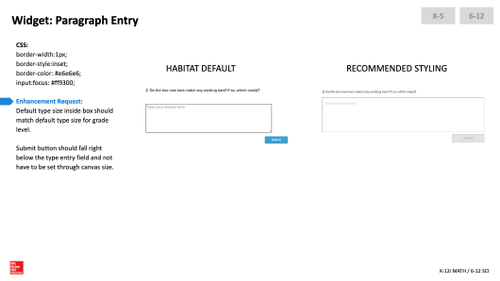 Widget: Paragraph Entry
K-5
6-12
CSS:
border-width:1px;
border-style:inset;
border-color: #e6e6e6;
input:focus: #ff9300;
Enhancement Request:
Default type size inside box should
match default type size for grade
level.
Submit button should fall right
below the type entry field and not
have to be set through canvas size.
HABITAT DEFAULT
2. Do the two new bars match any existing bars? If so, which one(s)?
Type your answer here
Submit
RECOMMENDED STYLING
2. Do the two new bars match any existing bars? If so, which one(s)?
K-12I MATH / 6-12 SCI